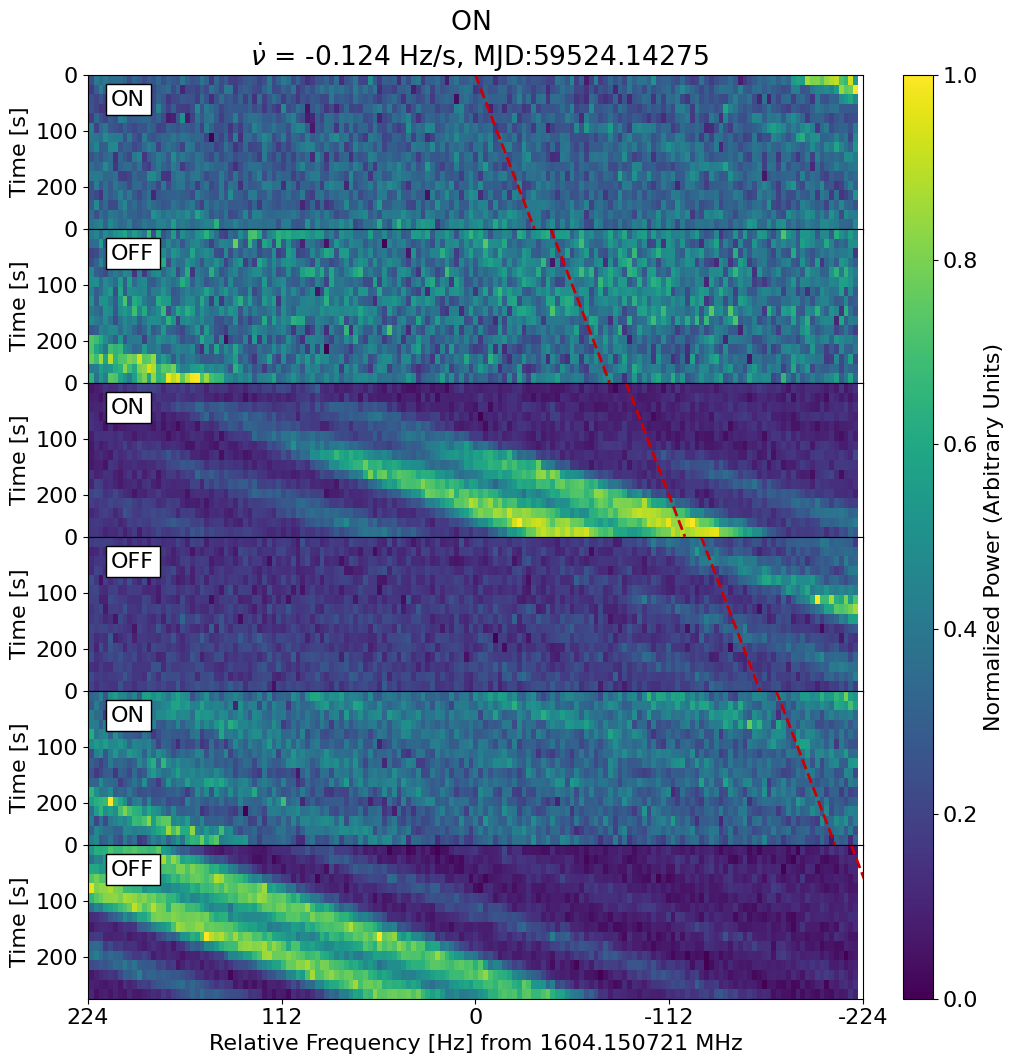 ON
ν̇ = -0.124 Hz/s, MJD:59524.14275
0
100
200
Time [s]
ON
0
100
200
Time [s]
OFF
0
100
200
Time [s]
ON
0
100
200
Time [s]
OFF
0
100
200
Time [s]
ON
0
100
200
Time [s]
OFF
224 112 0 -112 -224
Relative Frequency [Hz] from 1604.150721 MHz
1.0
0.8
0.6
0.4
0.2
0.0
Normalized Power (Arbitrary Units)